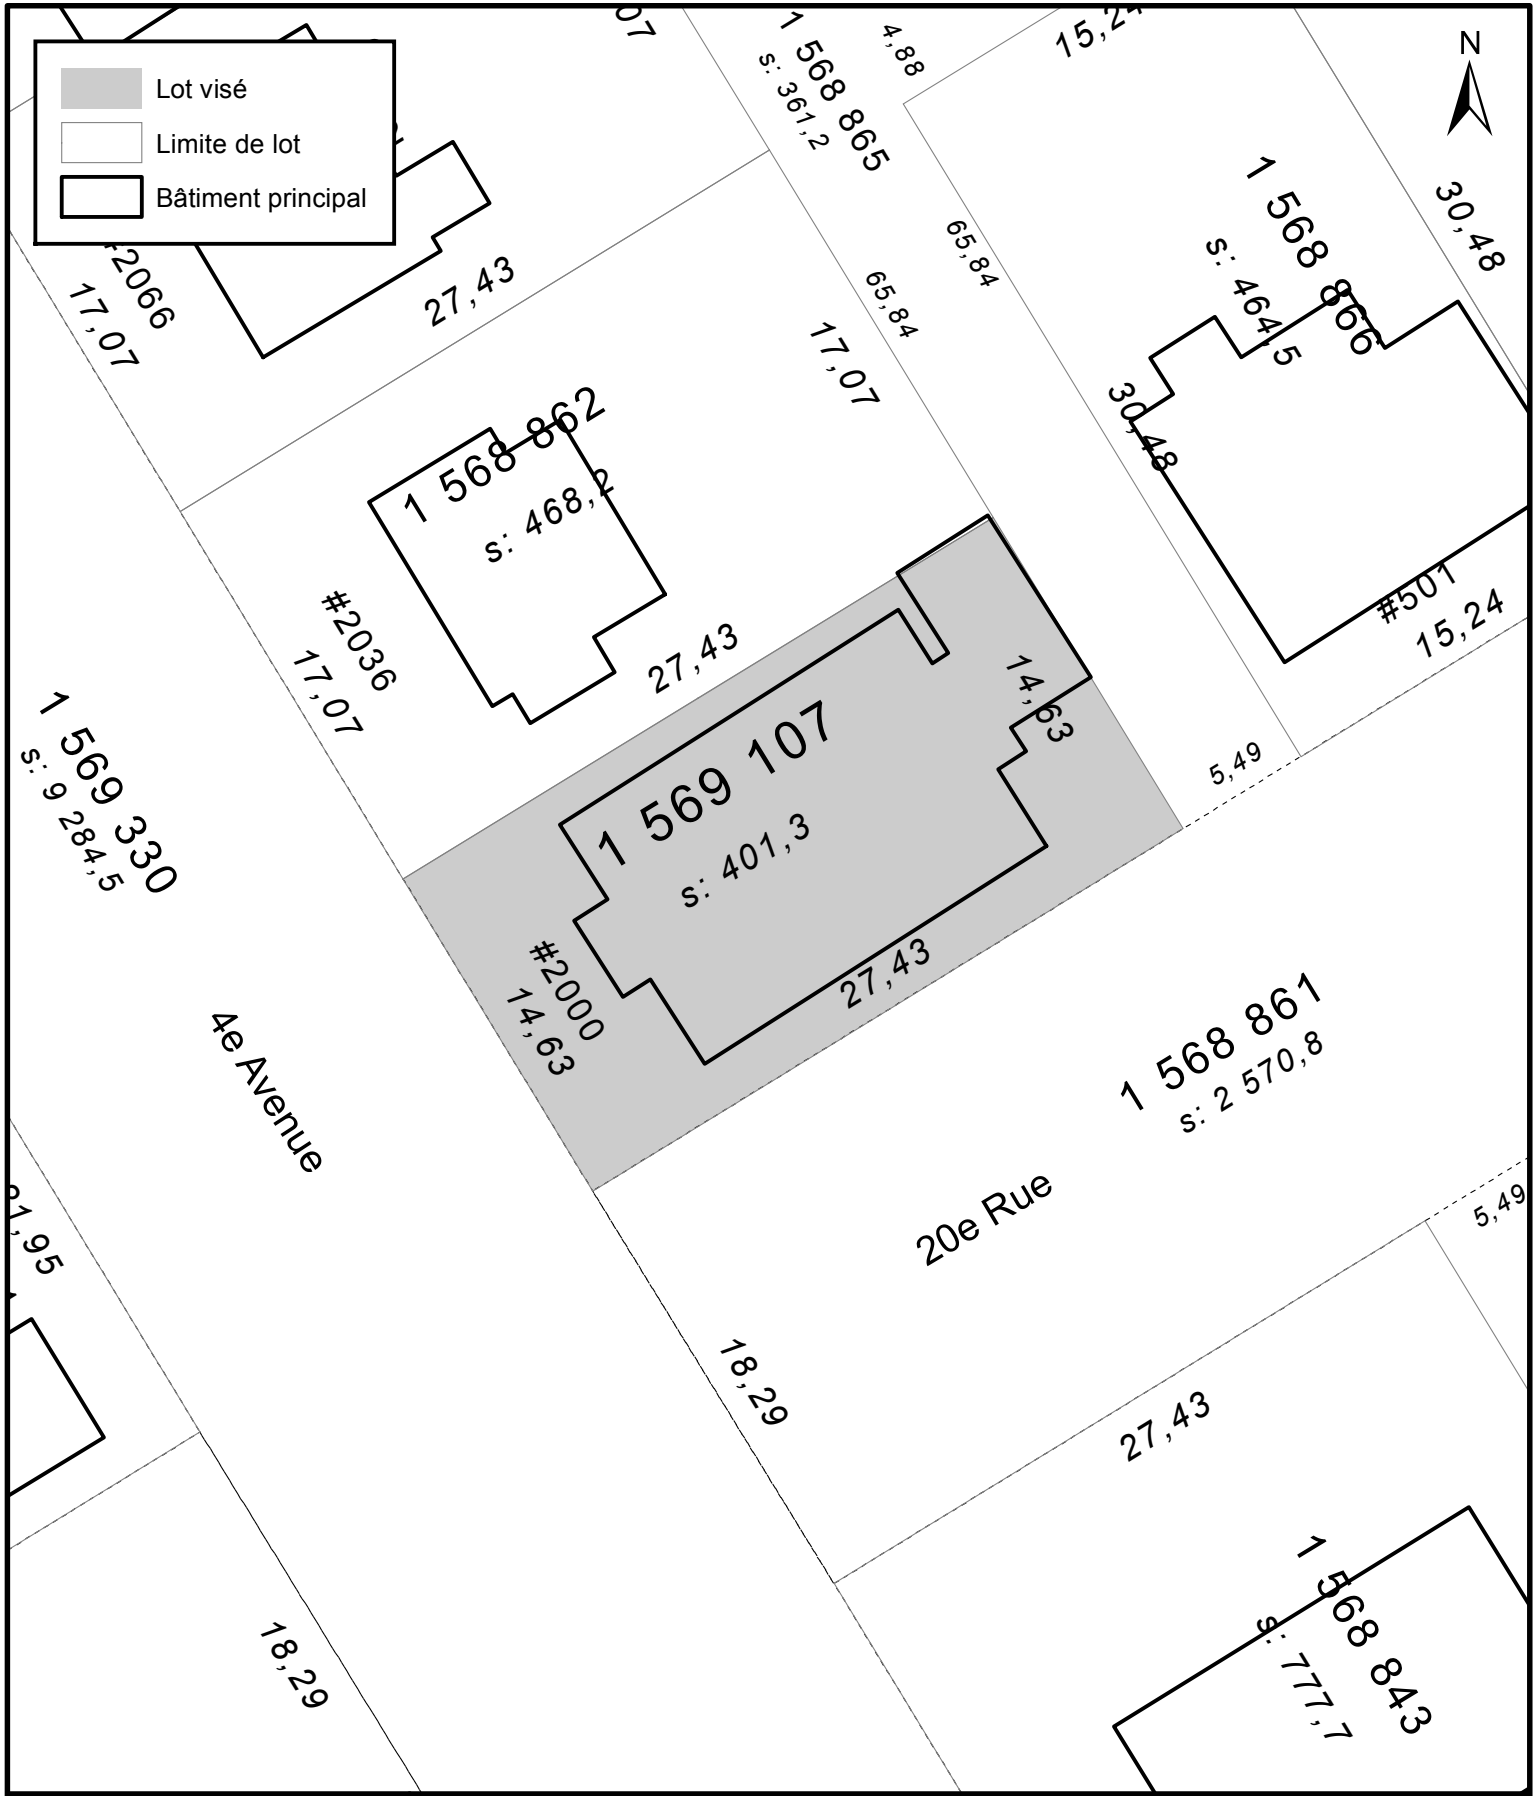 Lot visé
Limite de lot
Bâtiment principal
N
07
1 568 865
s: 361,2
4,88
30,48
1 568 866
s: 464,5
17,07
27,43
65,84
65,84
17,07
30,48
1 568 862
s: 468,2
#2036
17,07
27,43
#501
15,24
14,63
5,49
1 569 330
s: 9 284,5
1 569 107
s: 401,3
#2000
14,63
27,43
4e Avenue
1 568 861
s: 2 570,8
20e Rue
5,49
18,29
27,43
18,29
1 568 843
s: 777,7